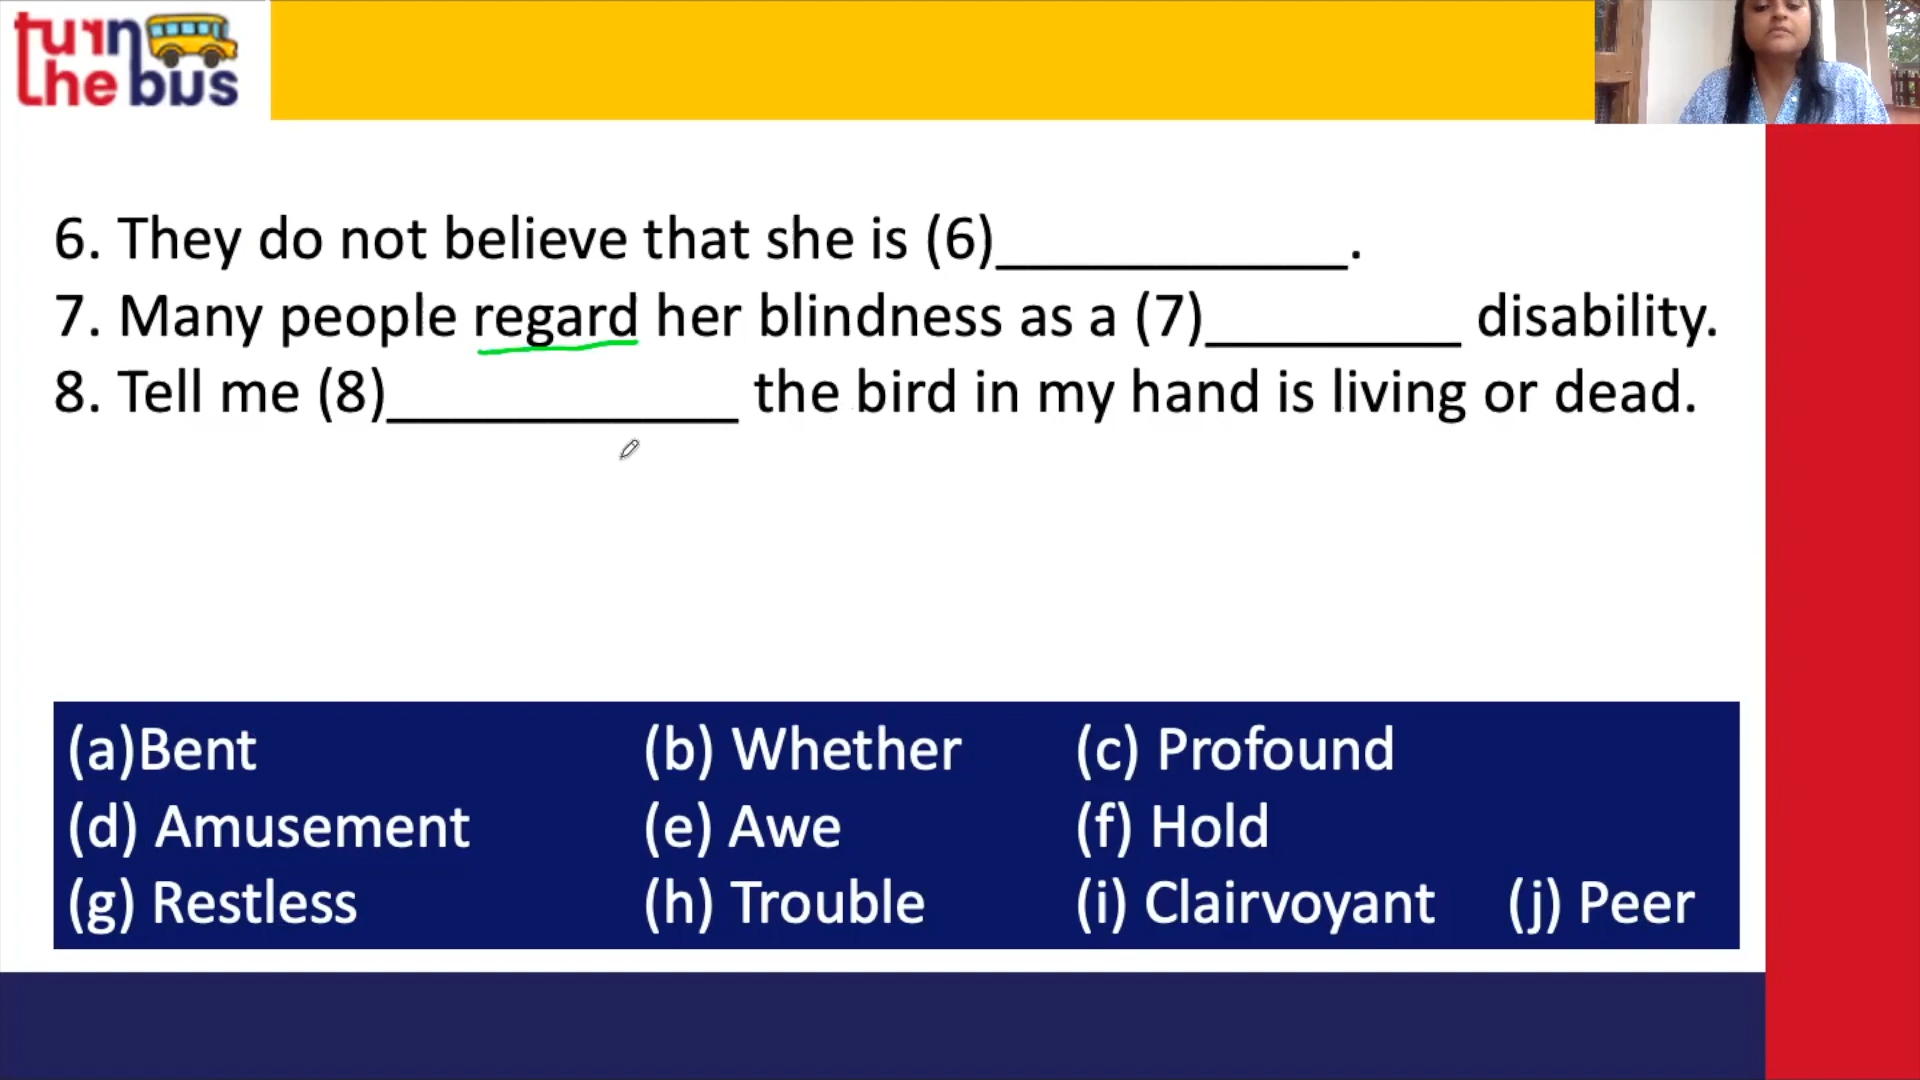 turn
the bus
6. They do not believe that she is (6)____________.
7. Many people regard her blindness as a (7)_________ disability.
8. Tell me (8)____________ the bird in my hand is living or dead.
(a)Bent (b) Whether (c) Profound
(d) Amusement (e) Awe (f) Hold
(g) Restless (h) Trouble (i) Clairvoyant (j) Peer